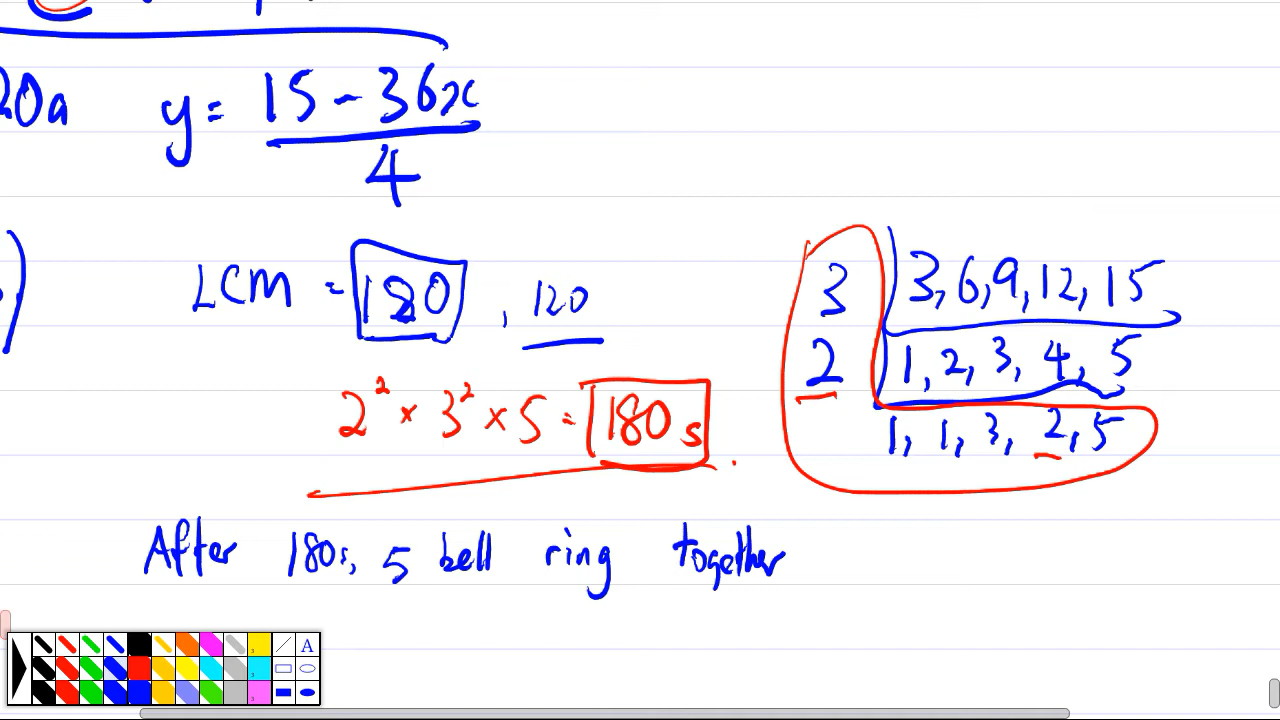 20a y = 15 - 36x / 4
LCM = 180 , 120
2² × 3² × 5 = 180 s .
3 3, 6, 9, 12, 15
2 1, 2, 3, 4, 5
1, 1, 3, 2, 5
After 180s, 5 bell ring together
A